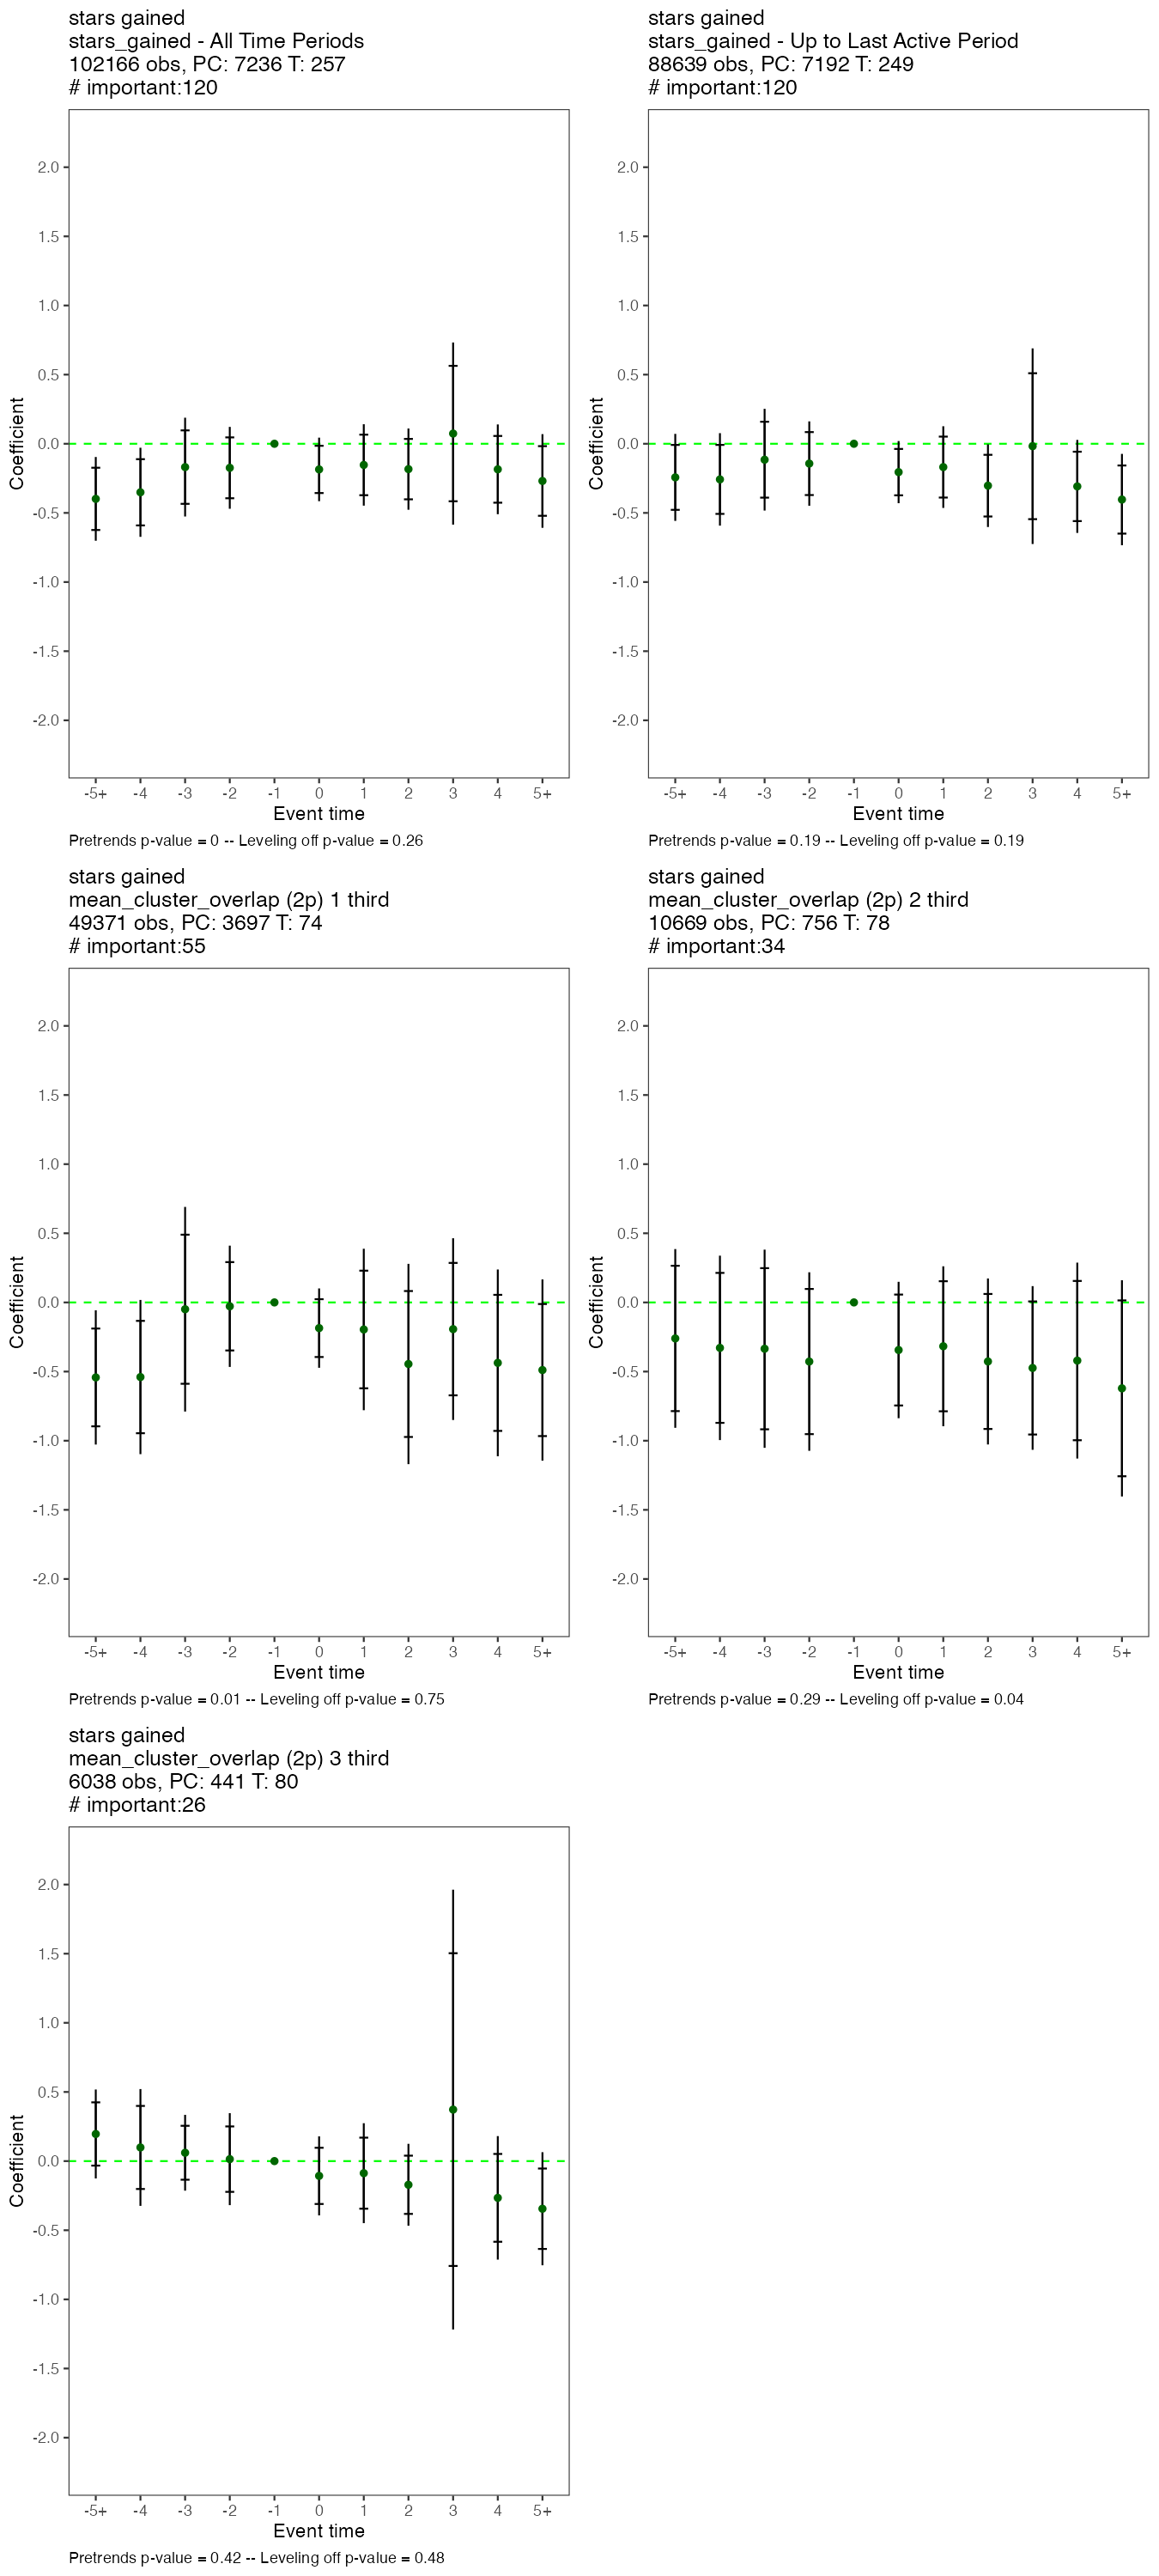 stars gained
stars_gained - All Time Periods
102166 obs, PC: 7236 T: 257
# important:120
2.0
1.5
1.0
0.5
0.0
-0.5
-1.0
-1.5
-2.0
Coefficient
-5+ -4 -3 -2 -1 0 1 2 3 4 5+
Event time
Pretrends p-value = 0 -- Leveling off p-value = 0.26
stars gained
stars_gained - Up to Last Active Period
88639 obs, PC: 7192 T: 249
# important:120
2.0
1.5
1.0
0.5
0.0
-0.5
-1.0
-1.5
-2.0
Coefficient
-5+ -4 -3 -2 -1 0 1 2 3 4 5+
Event time
Pretrends p-value = 0.19 -- Leveling off p-value = 0.19
stars gained
mean_cluster_overlap (2p) 1 third
49371 obs, PC: 3697 T: 74
# important:55
2.0
1.5
1.0
0.5
0.0
-0.5
-1.0
-1.5
-2.0
Coefficient
-5+ -4 -3 -2 -1 0 1 2 3 4 5+
Event time
Pretrends p-value = 0.01 -- Leveling off p-value = 0.75
stars gained
mean_cluster_overlap (2p) 2 third
10669 obs, PC: 756 T: 78
# important:34
2.0
1.5
1.0
0.5
0.0
-0.5
-1.0
-1.5
-2.0
Coefficient
-5+ -4 -3 -2 -1 0 1 2 3 4 5+
Event time
Pretrends p-value = 0.29 -- Leveling off p-value = 0.04
stars gained
mean_cluster_overlap (2p) 3 third
6038 obs, PC: 441 T: 80
# important:26
2.0
1.5
1.0
0.5
0.0
-0.5
-1.0
-1.5
-2.0
Coefficient
-5+ -4 -3 -2 -1 0 1 2 3 4 5+
Event time
Pretrends p-value = 0.42 -- Leveling off p-value = 0.48